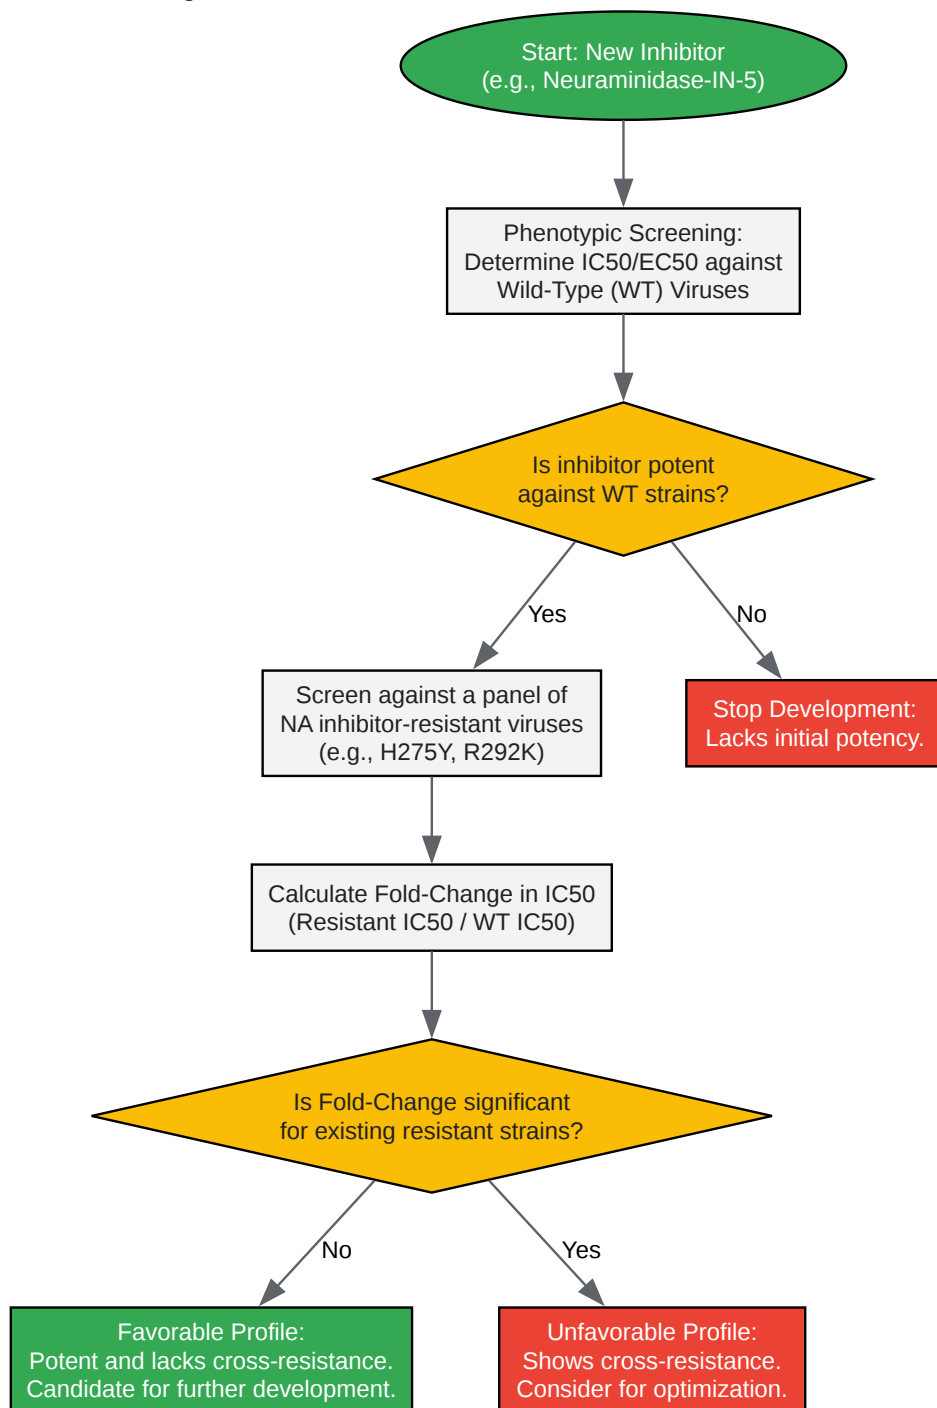 Start: New Inhibitor
(e.g., Neuraminidase-IN-5)
Phenotypic Screening:
Determine IC50/EC50 against
Wild-Type (WT) Viruses
Is inhibitor potent
against WT strains?
Yes
No
Screen against a panel of
NA inhibitor-resistant viruses
(e.g., H275Y, R292K)
Stop Development:
Lacks initial potency.
Calculate Fold-Change in IC50
(Resistant IC50 / WT IC50)
Is Fold-Change significant
for existing resistant strains?
No
Yes
Favorable Profile:
Potent and lacks cross-resistance.
Candidate for further development.
Unfavorable Profile:
Shows cross-resistance.
Consider for optimization.